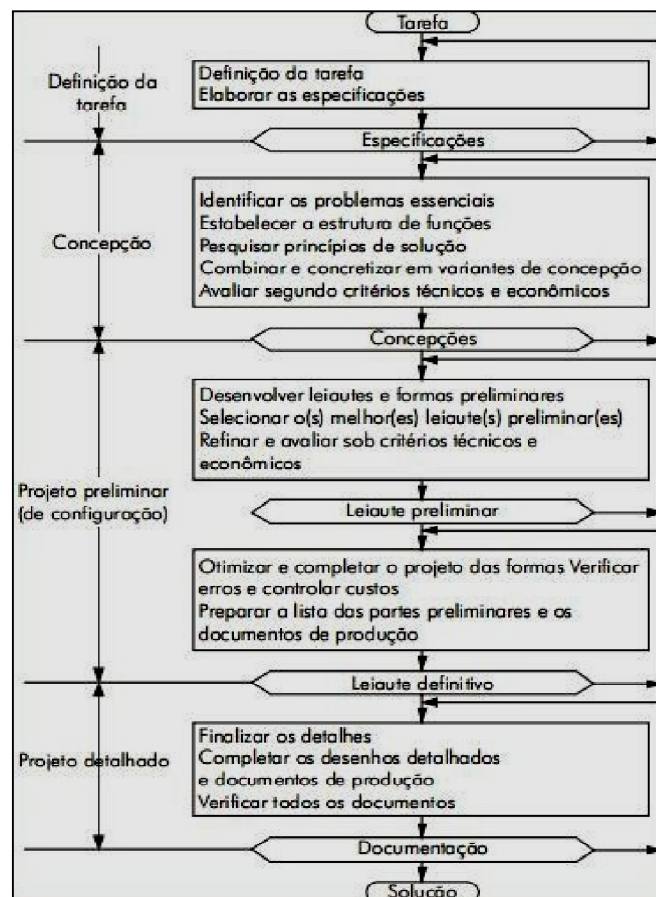 Tarefa
Definição da
tarefa
Definição da tarefa
Elaborar as especificações
Especificações
Concepção
Identificar os problemas essenciais
Estabelecer a estrutura de funções
Pesquisar princípios de solução
Combinar e concretizar em variantes de concepção
Avaliar segundo critérios técnicos e econômicos
Concepções
Projeto preliminar
(de configuração)
Desenvolver leiautes e formas preliminares
Selecionar o(s) melhor(es) leiaute(s) preliminar(es)
Refinar e avaliar sob critérios técnicos e
econômicos
Leiaute preliminar
Otimizar e completar o projeto das formas Verificar
erros e controlar custos
Preparar a lista das partes preliminares e os
documentos de produção
Leiaute definitivo
Projeto detalhado
Finalizar os detalhes
Completar os desenhos detalhados
e documentos de produção
Verificar todos os documentos
Documentação
Solução